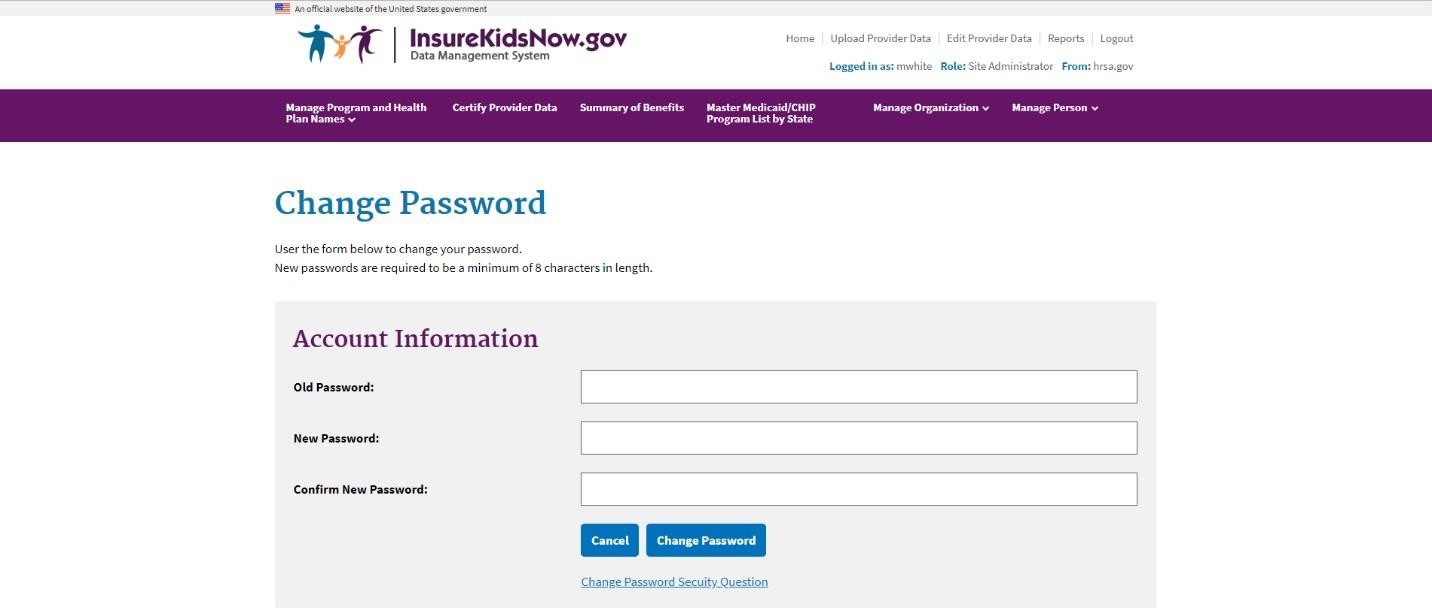 An official website of the United States government
InsureKidsNow.gov
Data Management System
Home Upload Provider Data Edit Provider Data Reports Logout
Logged in as: mwhite Role: Site Administrator From: hrsa.gov
Manage Program and Health
Plan Names
Certify Provider Data
Summary of Benefits
Master Medicaid/CHIP
Program List by State
Manage Organization
Manage Person
Change Password
User the form below to change your password.
New passwords are required to be a minimum of 8 characters in length.
Account Information
Old Password:
New Password:
Confirm New Password:
Cancel Change Password
Change Password Secuity Question